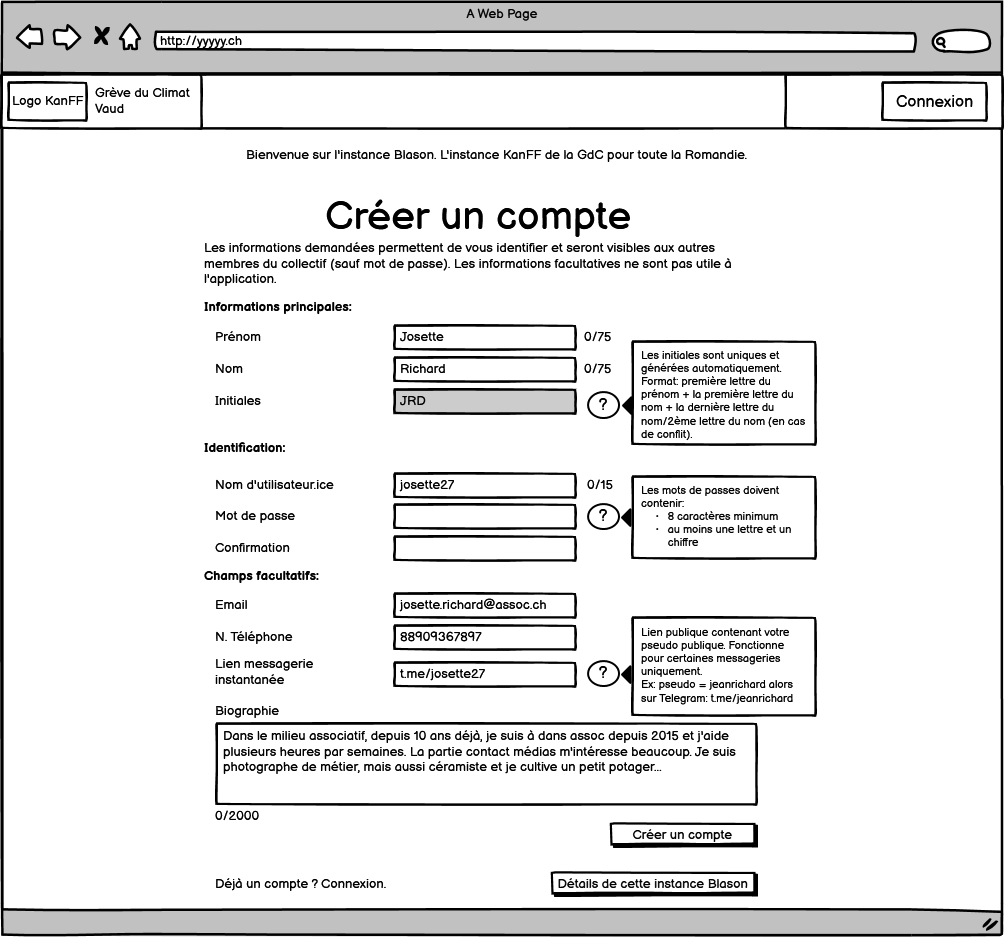 A Web Page
http://yyyyy.ch
Logo KanFF
Grève du Climat
Vaud
Connexion
Bienvenue sur l'instance Blason. L'instance KanFF de la GdC pour toute la Romandie.
Créer un compte
Les informations demandées permettent de vous identifier et seront visibles aux autres
membres du collectif (sauf mot de passe). Les informations facultatives ne sont pas utile à
l'application.
Informations principales:
Prénom
Josette
0/75
Nom
Richard
0/75
Initiales
JRD
?
Les initiales sont uniques et
générées automatiquement.
Format: première lettre du
prénom + la première lettre du
nom + la dernière lettre du
nom/2ème lettre du nom (en cas
de conflit).
Identification:
Nom d'utilisateur.ice
josette27
0/15
Mot de passe
?
Les mots de passes doivent
contenir:
• 8 caractères minimum
• au moins une lettre et un
chiffre
Confirmation
Champs facultatifs:
Email
josette.richard@assoc.ch
N. Téléphone
88909367897
Lien messagerie
instantanée
t.me/josette27
?
Lien publique contenant votre
pseudo publique. Fonctionne
pour certaines messageries
uniquement.
Ex: pseudo = jeanrichard alors
sur Telegram: t.me/jeanrichard
Biographie
Dans le milieu associatif, depuis 10 ans déjà, je suis à dans assoc depuis 2015 et j'aide
plusieurs heures par semaines. La partie contact médias m'intéresse beaucoup. Je suis
photographe de métier, mais aussi céramiste et je cultive un petit potager...
0/2000
Créer un compte
Déjà un compte ? Connexion.
Détails de cette instance Blason